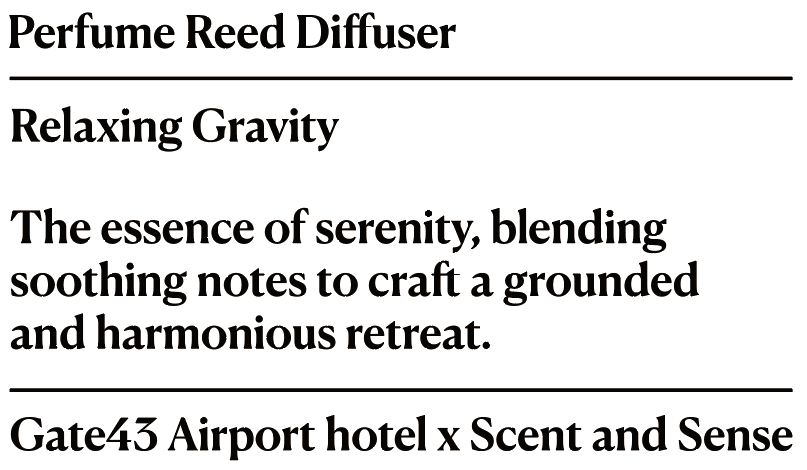 Perfume Reed Diffuser
Relaxing Gravity
The essence of serenity, blending
soothing notes to craft a grounded
and harmonious retreat.
Gate43 Airport hotel x Scent and Sense